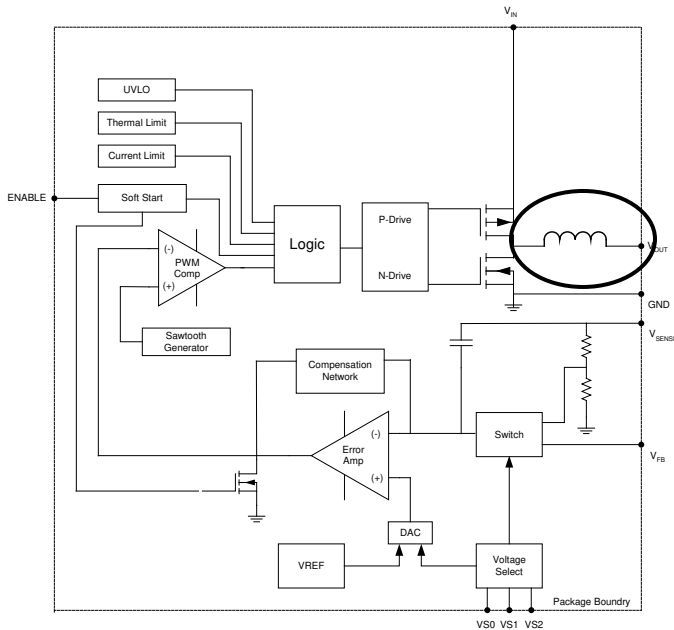 VIN
UVLO
Thermal Limit
Current Limit
ENABLE
Soft Start
P-Drive
Logic
(-)
PWM
Comp
(+)
N-Drive
VOUT
GND
Sawtooth
Generator
VSENSE
Compensation
Network
Switch
(-)
Error
Amp
(+)
VFB
DAC
VREF
Voltage
Select
Package Boundry
VS0 VS1 VS2